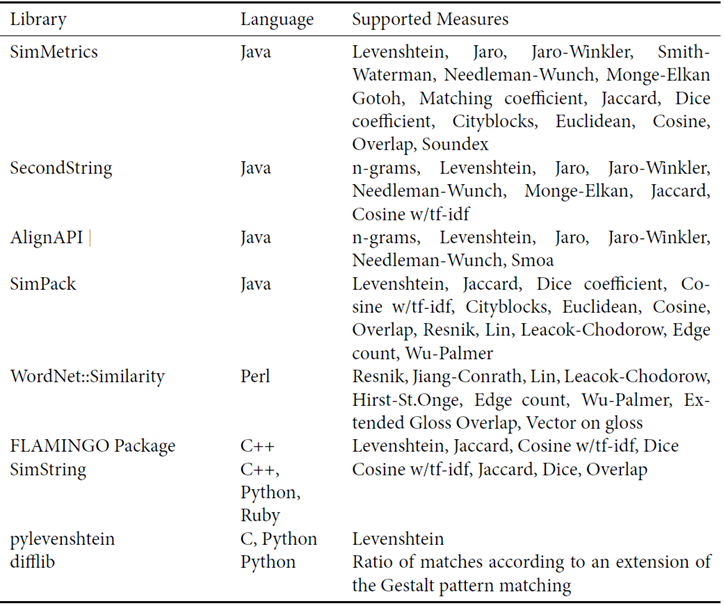 Library Language Supported Measures
SimMetrics Java Levenshtein, Jaro, Jaro-Winkler, Smith-
Waterman, Needleman-Wunch, Monge-Elkan
Gotoh, Matching coefficient, Jaccard, Dice
coefficient, Cityblocks, Euclidean, Cosine,
Overlap, Soundex
SecondString Java n-grams, Levenshtein, Jaro, Jaro-Winkler,
Needleman-Wunch, Monge-Elkan, Jaccard,
Cosine w/tf-idf
AlignAPI | Java n-grams, Levenshtein, Jaro, Jaro-Winkler,
Needleman-Wunch, Smoa
SimPack Java Levenshtein, Jaccard, Dice coefficient, Co-
sine w/tf-idf, Cityblocks, Euclidean, Cosine,
Overlap, Resnik, Lin, Leacok-Chodorow, Edge
count, Wu-Palmer
WordNet::Similarity Perl Resnik, Jiang-Conrath, Lin, Leacok-Chodorow,
Hirst-St.Onge, Edge count, Wu-Palmer, Ex-
tended Gloss Overlap, Vector on gloss
FLAMINGO Package C++ Levenshtein, Jaccard, Cosine w/tf-idf, Dice
SimString C++, Cosine w/tf-idf, Jaccard, Dice, Overlap
Python,
Ruby
pylevenshtein C, Python Levenshtein
difflib Python Ratio of matches according to an extension of
the Gestalt pattern matching